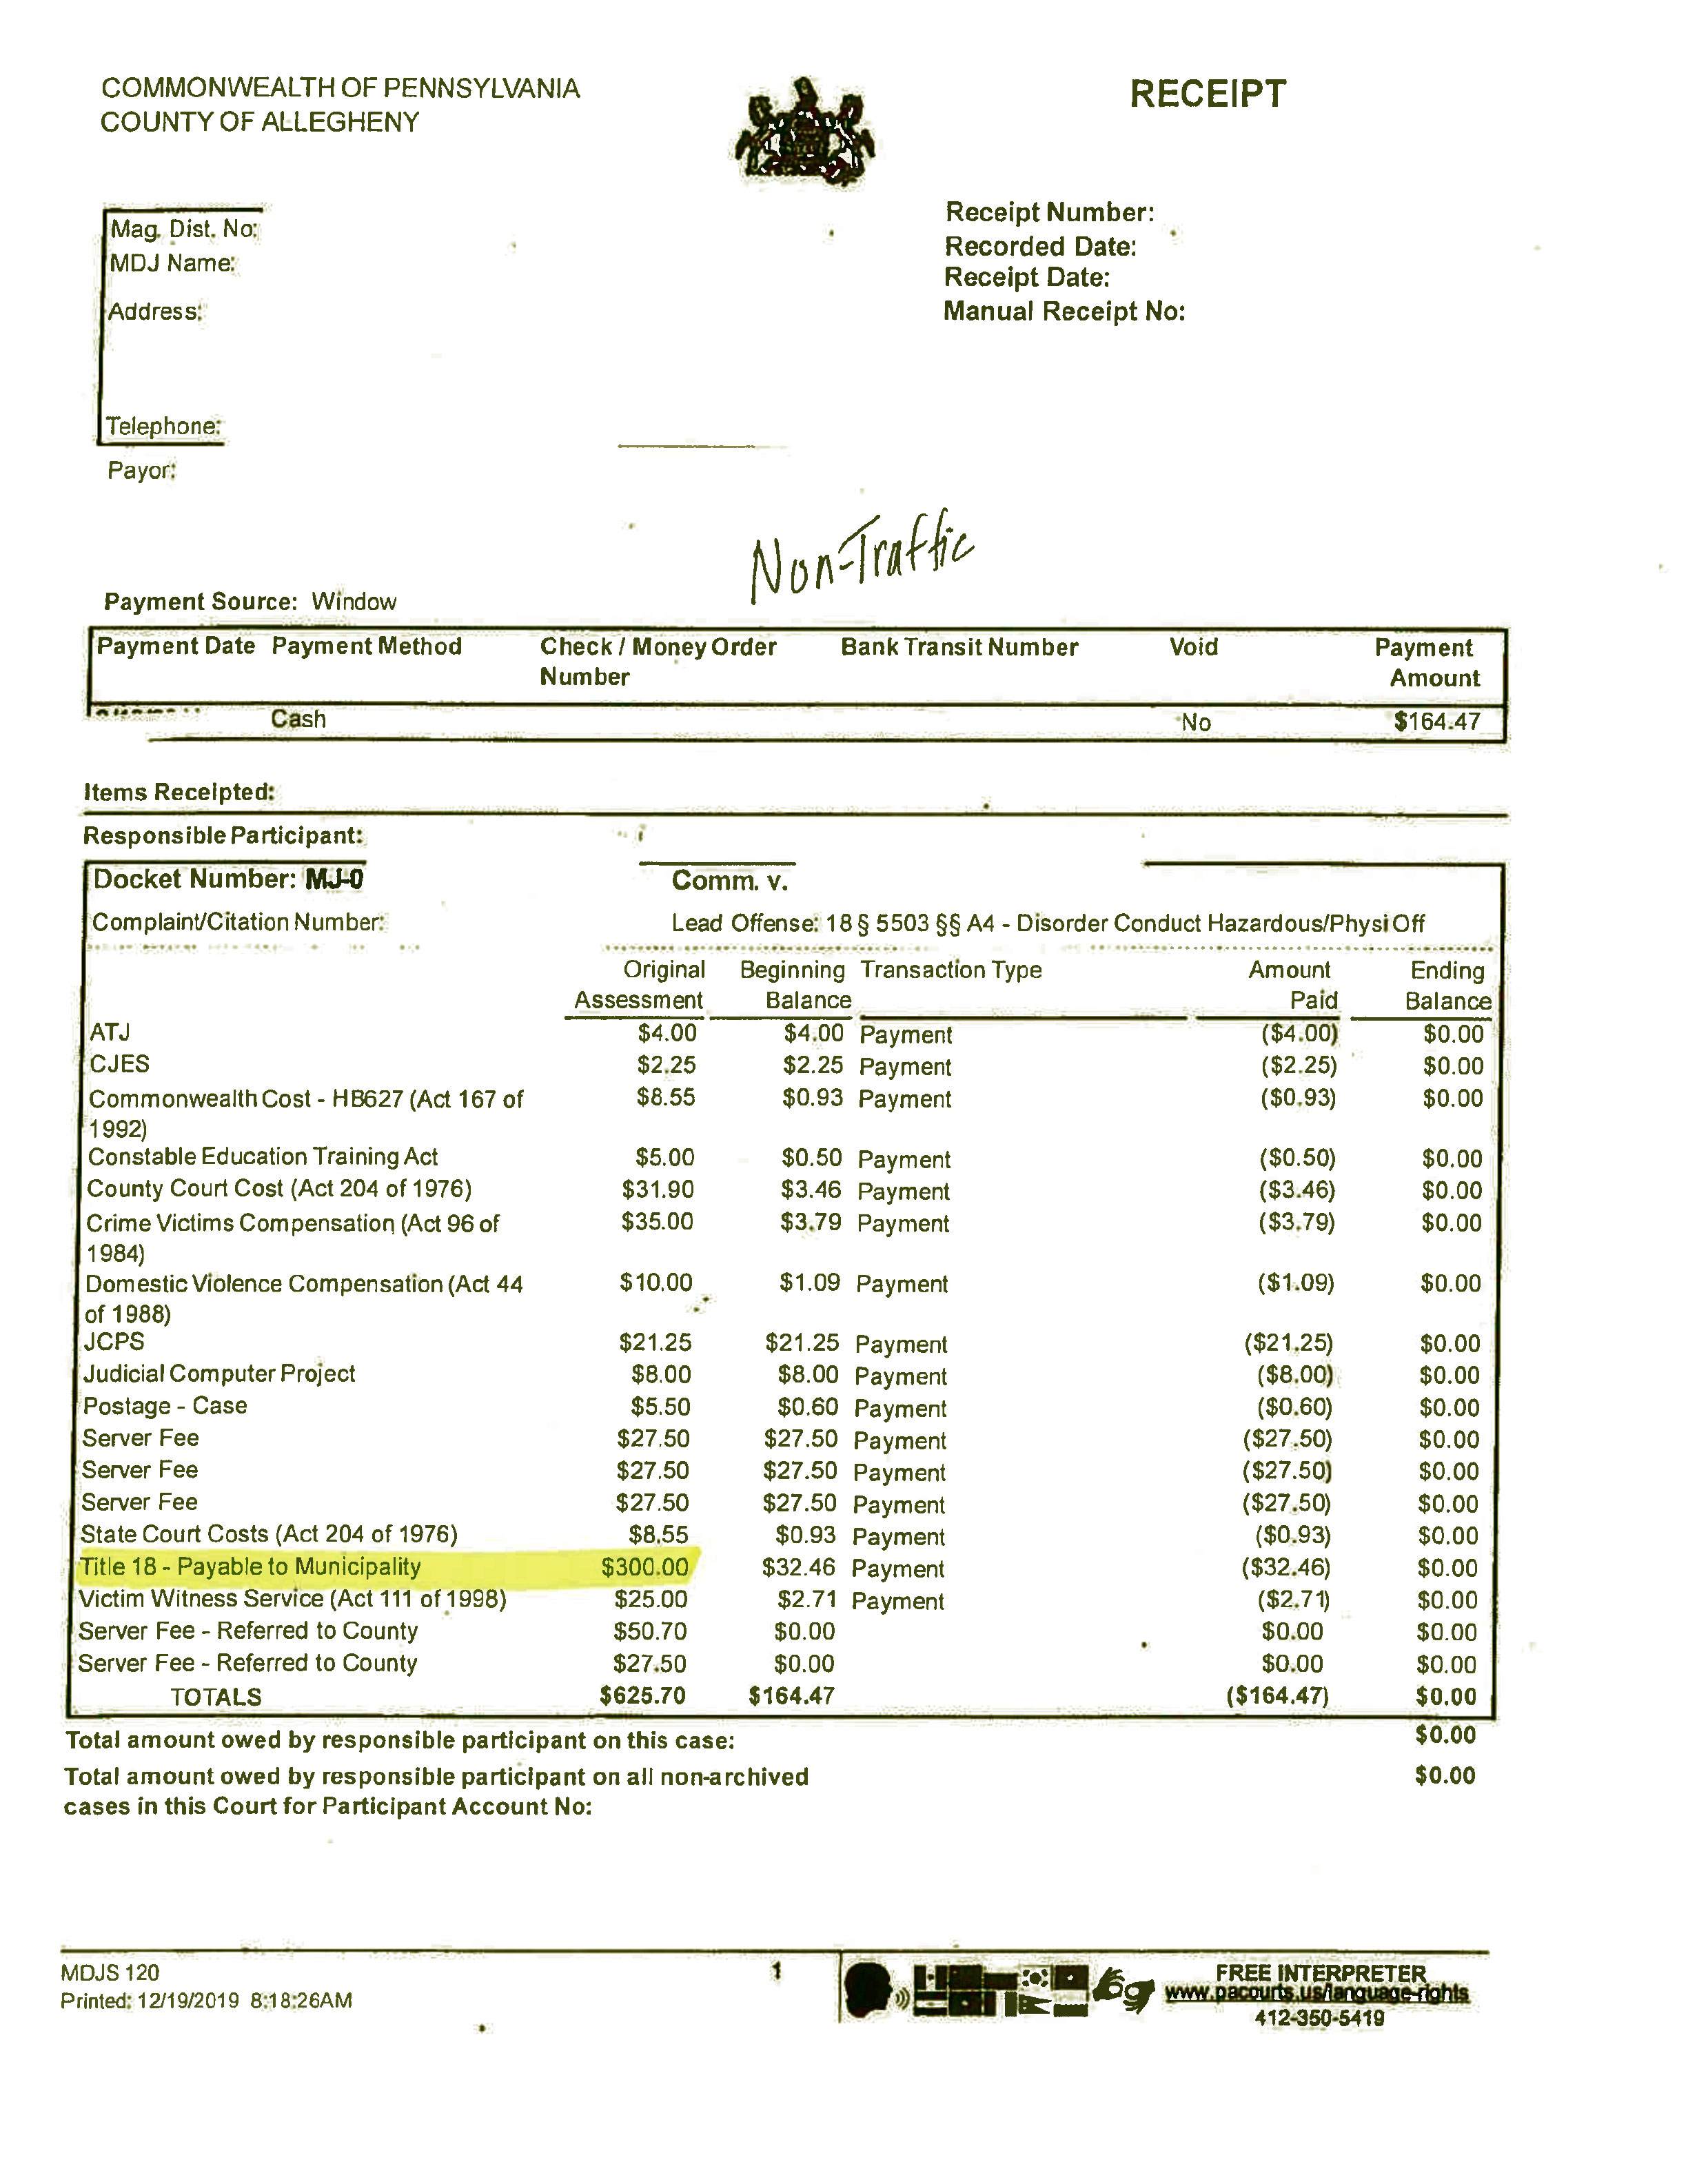 COMMONWEALTH OF PENNSYLVANIA
COUNTY OF ALLEGHENY
RECEIPT
Mag. Dist. No:
MDJ Name:
Address:
Telephone:
Receipt Number:
Recorded Date:
Receipt Date:
Manual Receipt No:
Payor:
Non-Traffic
Payment Source: Window
Payment Date Payment Method Check / Money Order Number Bank Transit Number Void Payment Amount
Cash No $164.47
Items Receipted:
Responsible Participant:
Docket Number: MJ-0 Comm. v.
Complaint/Citation Number: Lead Offense: 18 § 5503 §§ A4 - Disorder Conduct Hazardous/Physi Off
Original Beginning Transaction Type Amount Ending
Assessment Balance Paid Balance
ATJ $4.00 $4.00 Payment ($4.00) $0.00
CJES $2.25 $2.25 Payment ($2.25) $0.00
Commonwealth Cost - HB627 (Act 167 of $8.55 $0.93 Payment ($0.93) $0.00
1992)
Constable Education Training Act $5.00 $0.50 Payment ($0.50) $0.00
County Court Cost (Act 204 of 1976) $31.90 $3.46 Payment ($3.46) $0.00
Crime Victims Compensation (Act 96 of $35.00 $3.79 Payment ($3.79) $0.00
1984)
Domestic Violence Compensation (Act 44 $10.00 $1.09 Payment ($1.09) $0.00
of 1988)
JCPS $21.25 $21.25 Payment ($21.25) $0.00
Judicial Computer Project $8.00 $8.00 Payment ($8.00) $0.00
Postage - Case $5.50 $0.60 Payment ($0.60) $0.00
Server Fee $27.50 $27.50 Payment ($27.50) $0.00
Server Fee $27.50 $27.50 Payment ($27.50) $0.00
Server Fee $27.50 $27.50 Payment ($27.50) $0.00
State Court Costs (Act 204 of 1976) $8.55 $0.93 Payment ($0.93) $0.00
Title 18 - Payable to Municipality $300.00 $32.46 Payment ($32.46) $0.00
Victim Witness Service (Act 111 of 1998) $25.00 $2.71 Payment ($2.71) $0.00
Server Fee - Referred to County $50.70 $0.00 $0.00 $0.00
Server Fee - Referred to County $27.50 $0.00 $0.00 $0.00
TOTALS $625.70 $164.47 ($164.47) $0.00
Total amount owed by responsible participant on this case: $0.00
Total amount owed by responsible participant on all non-archived $0.00
cases in this Court for Participant Account No:
MDJS 120 1 FREE INTERPRETER
Printed: 12/19/2019 8:18:26AM www.pacourts.us/language-rights
412-350-5419